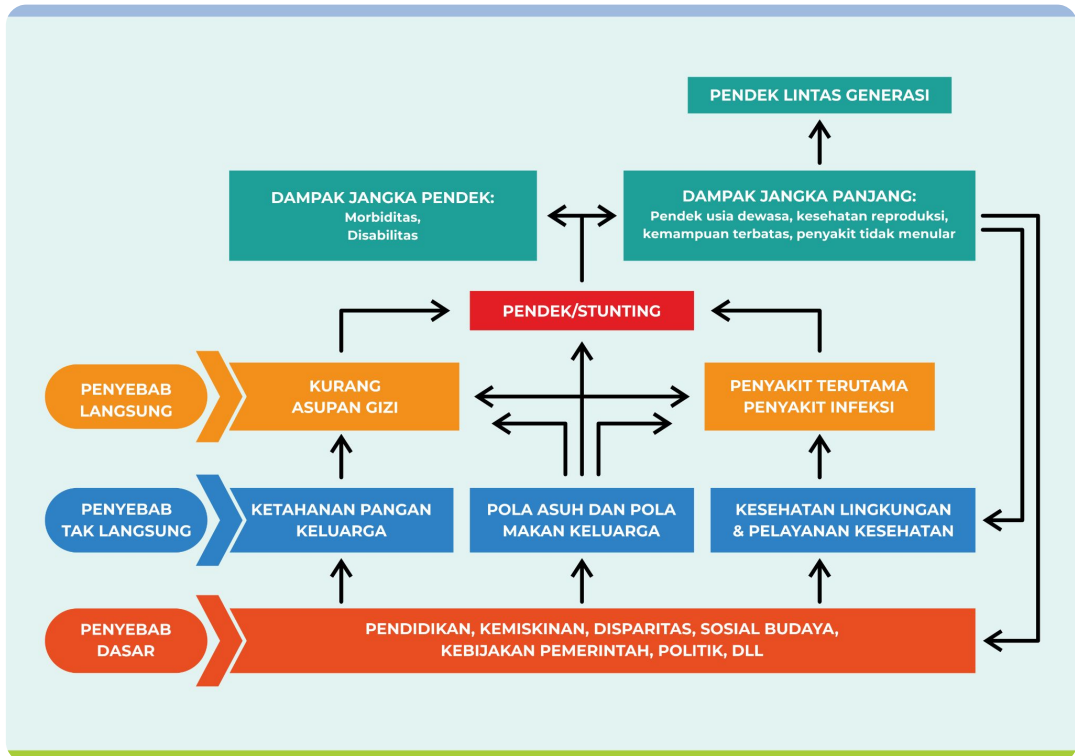 PENDEK LINTAS GENERASI
DAMPAK JANGKA PENDEK:
Morbiditas,
Disabilitas
DAMPAK JANGKA PANJANG:
Pendek usia dewasa, kesehatan reproduksi,
kemampuan terbatas, penyakit tidak menular
PENDEK/STUNTING
PENYEBAB
LANGSUNG
KURANG
ASUPAN GIZI
PENYAKIT TERUTAMA
PENYAKIT INFEKSI
PENYEBAB
TAK LANGSUNG
KETAHANAN PANGAN
KELUARGA
POLA ASUH DAN POLA
MAKAN KELUARGA
KESEHATAN LINGKUNGAN
& PELAYANAN KESEHATAN
PENYEBAB
DASAR
PENDIDIKAN, KEMISKINAN, DISPARITAS, SOSIAL BUDAYA,
KEBIJAKAN PEMERINTAH, POLITIK, DLL